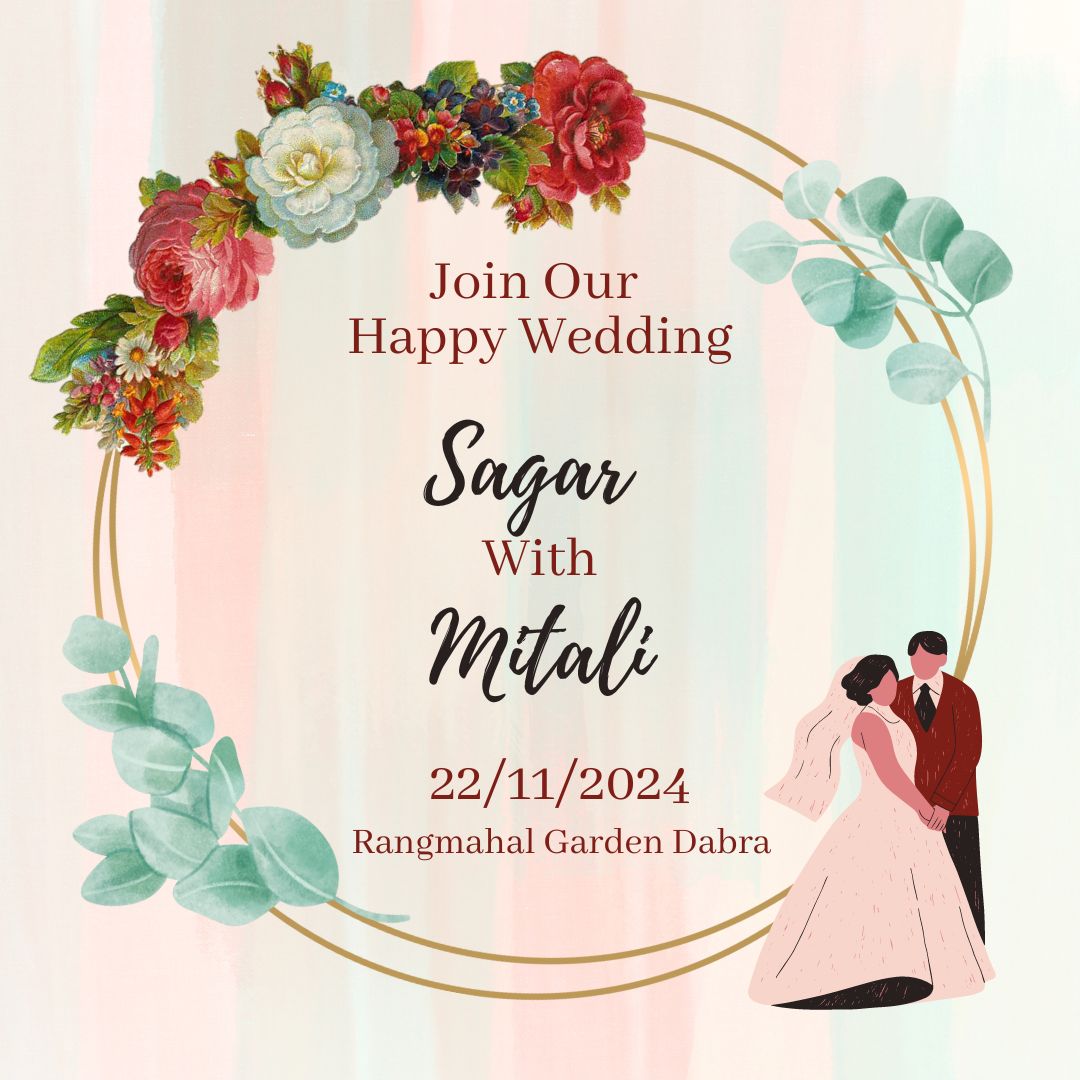 Join Our
Happy Wedding
Sagar
With
Mitali
22/11/2024
Rangmahal Garden Dabra